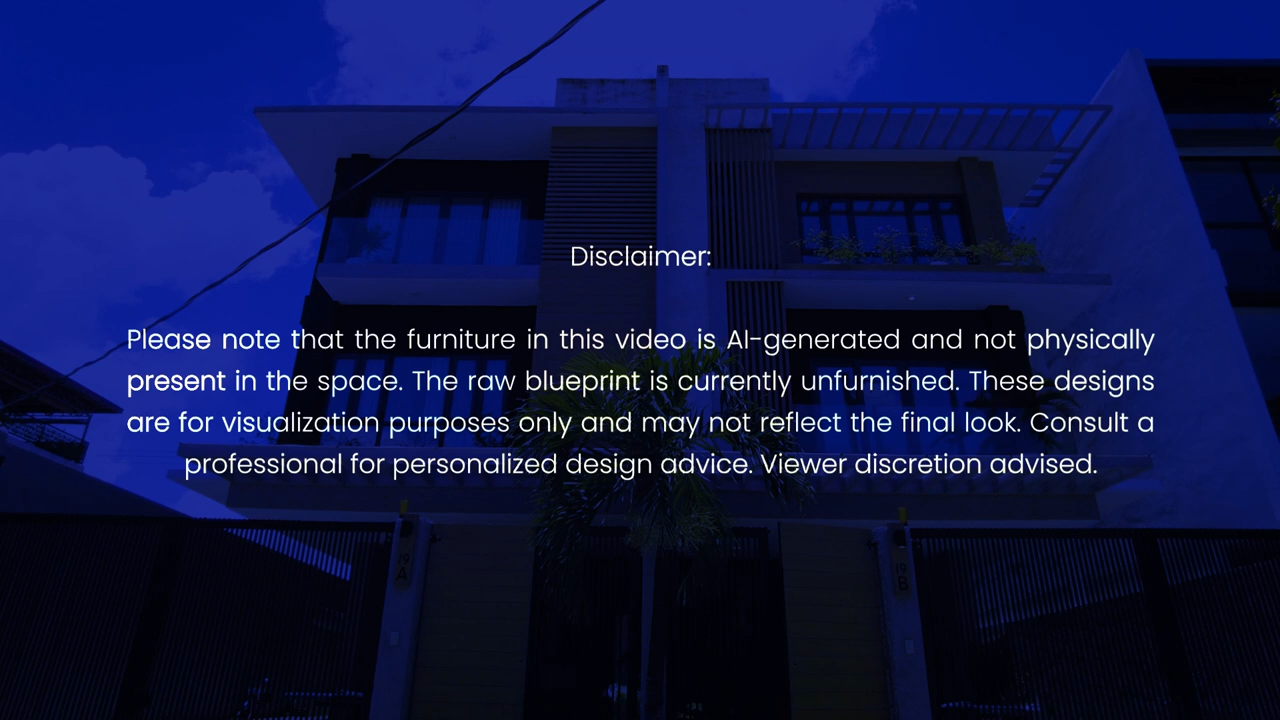 Disclaimer:
Please note that the furniture in this video is AI-generated and not physically
present in the space. The raw blueprint is currently unfurnished. These designs
are for visualization purposes only and may not reflect the final look. Consult a
professional for personalized design advice. Viewer discretion advised.
19
A
19
B